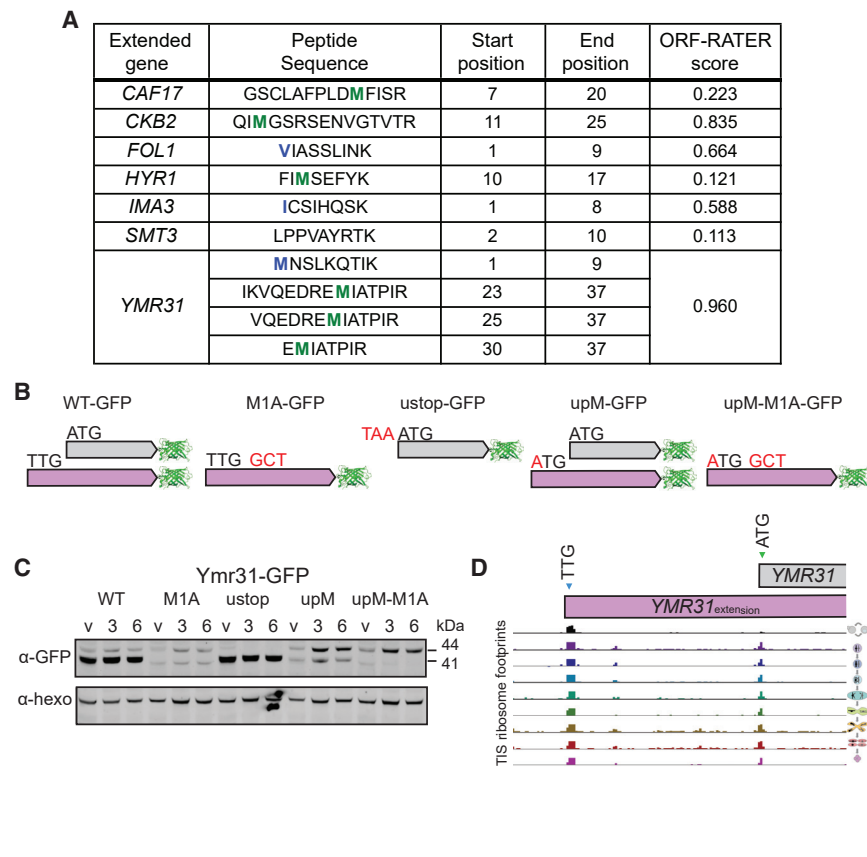 A
Extended gene Peptide Sequence Start position End position ORF-RATER score
CAF17 GSCLAFPLDMFISR 7 20 0.223
CKB2 QIMGSRSENVGTVTR 11 25 0.835
FOL1 VIASSLINK 1 9 0.664
HYR1 FIMSEFYK 10 17 0.121
IMA3 ICSIHQSK 1 8 0.588
SMT3 LPPVAYRTK 2 10 0.113
YMR31 MNSLKQTIK 1 9 0.960
IKVQEDREMIATPIR 23 37
VQEDREMIATPIR 25 37
EMIATPIR 30 37
B
WT-GFP M1A-GFP ustop-GFP upM-GFP upM-M1A-GFP
ATG TAA ATG ATG
TTG TTG GCT ATG ATG GCT
C
Ymr31-GFP
WT M1A ustop upM upM-M1A
v 3 6 v 3 6 v 3 6 v 3 6 v 3 6 kDa
α-GFP 44
41
α-hexo
D
TTG ATG
YMR31
YMR31extension
TIS ribosome footprints